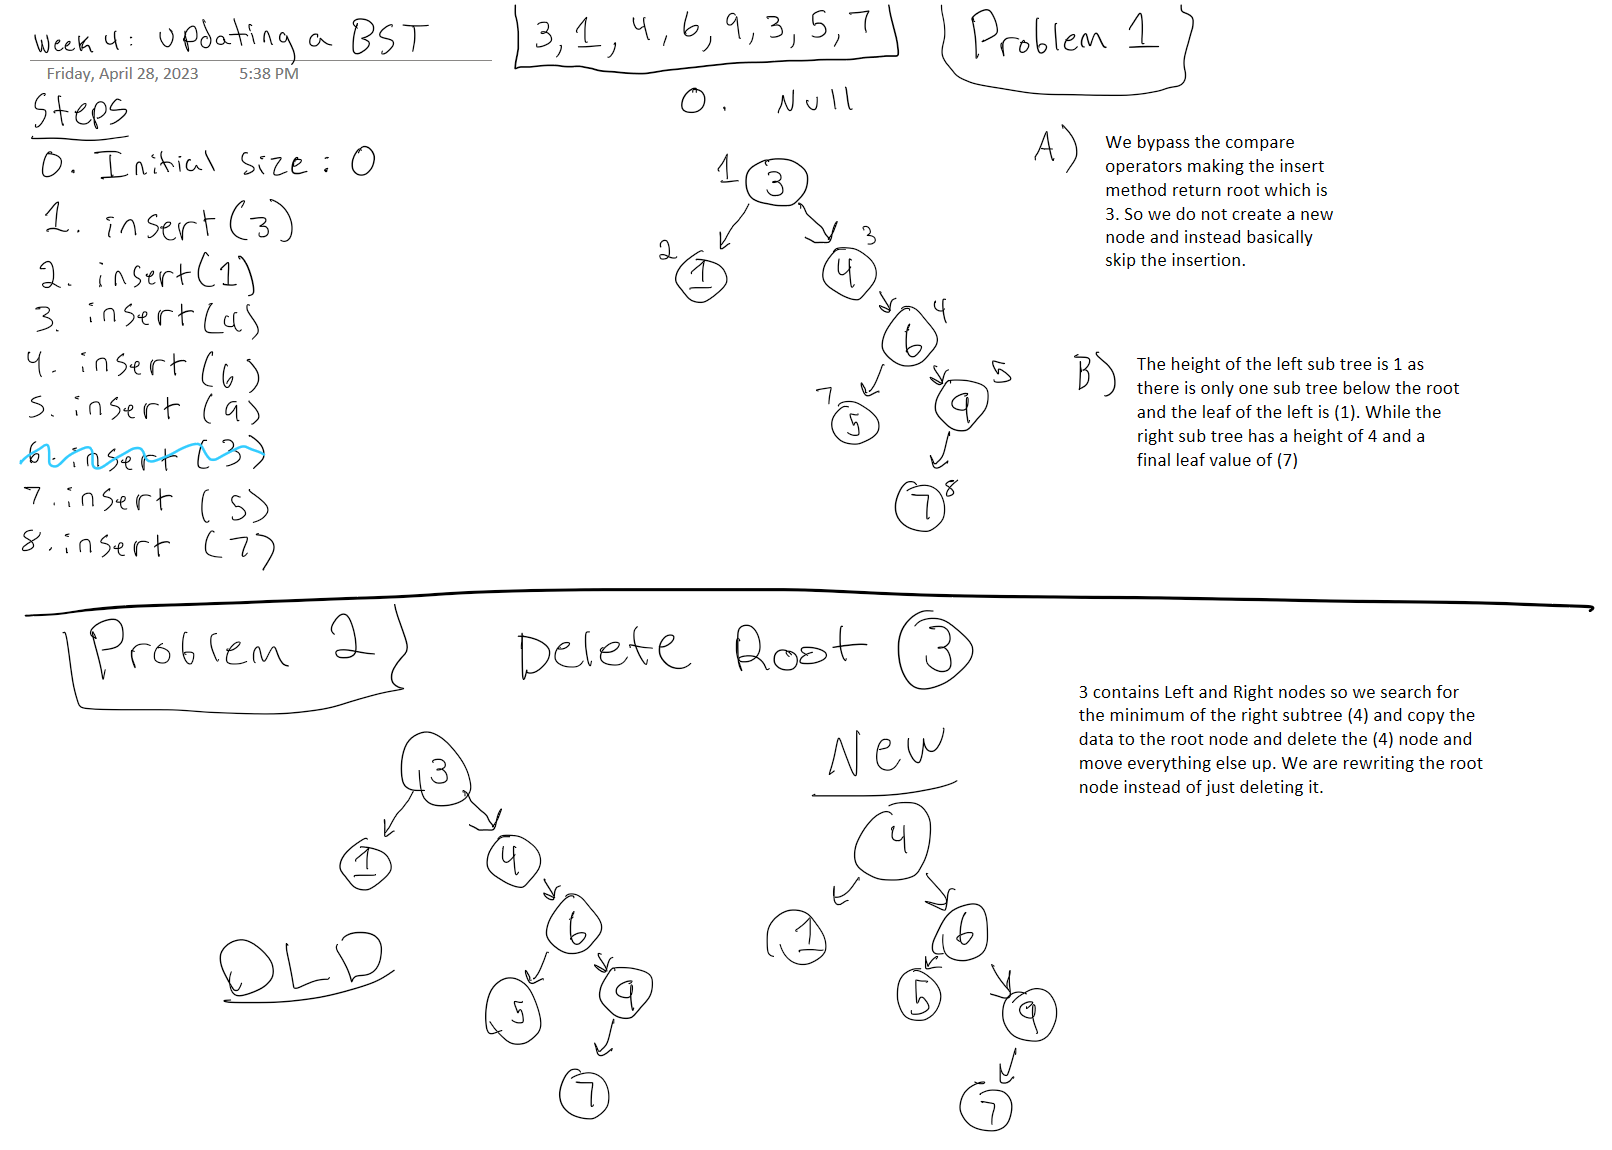 Week 4: Updating a BST
Friday, April 28, 2023 5:38 PM
3, 1, 4, 6, 9, 3, 5, 7
Problem 1
Steps
0. Initial size: 0
1. insert(3)
2. insert(1)
3. insert(4)
4. insert(6)
5. insert(9)
6. insert(3)
7. insert(5)
8. insert(7)
0. Null
1 3
2 1
4 3
6 4
7 5
9 5
7 8
A)
We bypass the compare
operators making the insert
method return root which is
3. So we do not create a new
node and instead basically
skip the insertion.
B)
The height of the left sub tree is 1 as
there is only one sub tree below the root
and the leaf of the left is (1). While the
right sub tree has a height of 4 and a
final leaf value of (7)
Problem 2
Delete Root 3
3
1
4
6
5
9
7
OLD
New
4
1
6
5
9
7
3 contains Left and Right nodes so we search for
the minimum of the right subtree (4) and copy the
data to the root node and delete the (4) node and
move everything else up. We are rewriting the root
node instead of just deleting it.